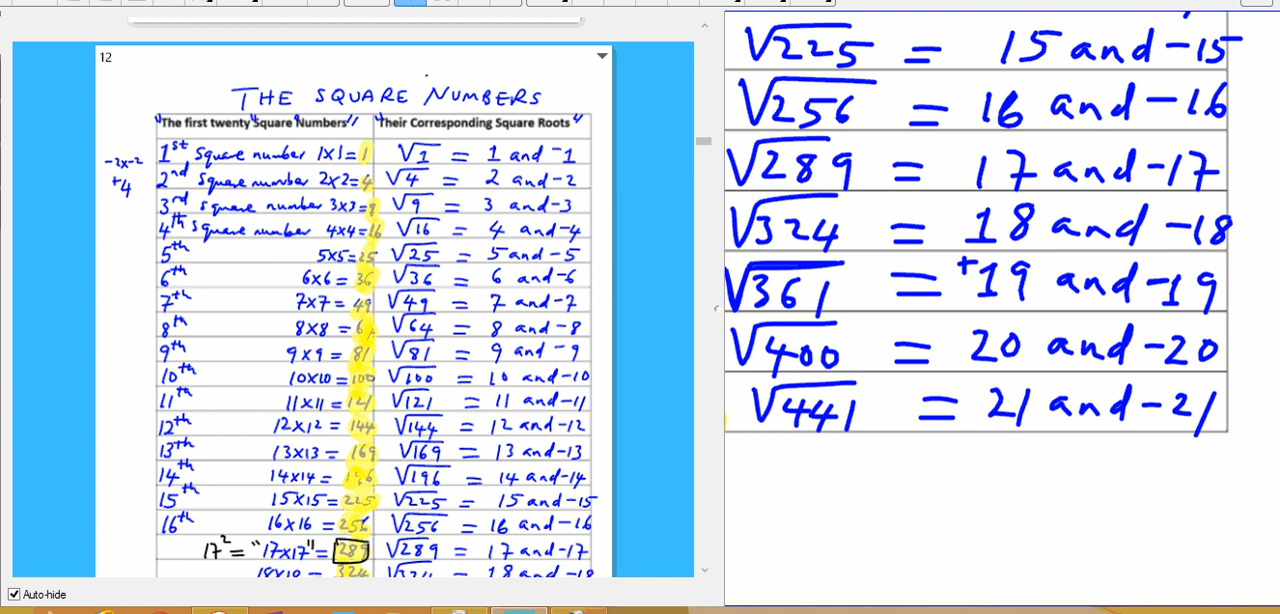 12
THE SQUARE NUMBERS
"The first twenty "Square "Numbers" "Their Corresponding Square Roots"
-2x-2
+4
1st Square number 1x1=1 √1 = 1 and -1
2nd Square number 2x2=4 √4 = 2 and -2
3rd square number 3x3=9 √9 = 3 and -3
4th square number 4x4=16 √16 = 4 and -4
5th 5x5=25 √25 = 5 and -5
6th 6x6=36 √36 = 6 and -6
7th 7x7=49 √49 = 7 and -7
8th 8x8=64 √64 = 8 and -8
9th 9x9=81 √81 = 9 and -9
10th 10x10=100 √100 = 10 and -10
11th 11x11=121 √121 = 11 and -11
12th 12x12=144 √144 = 12 and -12
13th 13x13=169 √169 = 13 and -13
14th 14x14=196 √196 = 14 and -14
15th 15x15=225 √225 = 15 and -15
16th 16x16=256 √256 = 16 and -16
17²= "17x17"=289 √289 = 17 and -17
18x18=324 √324 = 18 and -18
Auto-hide
√225 = 15 and -15
√256 = 16 and -16
√289 = 17 and -17
√324 = 18 and -18
√361 = +19 and -19
√400 = 20 and -20
√441 = 21 and -21